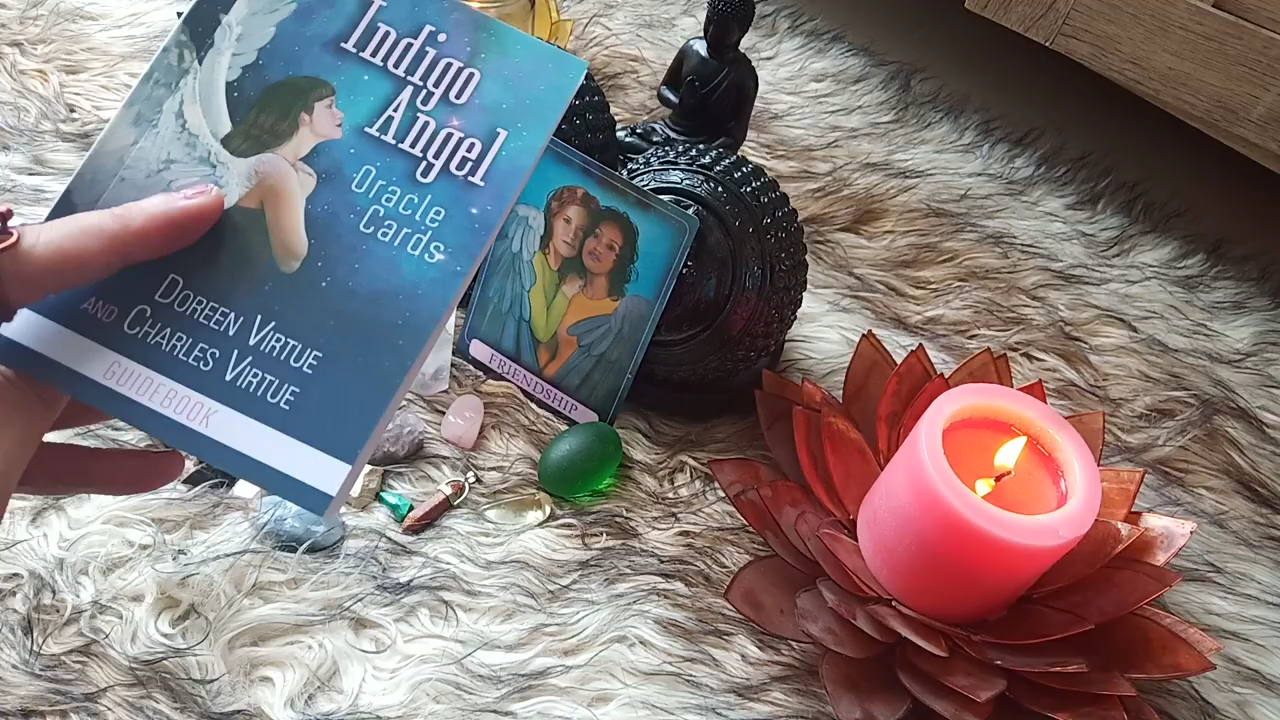 Indigo
Angel
Oracle
Cards
DOREEN VIRTUE
AND CHARLES VIRTUE
GUIDEBOOK
FRIENDSHIP